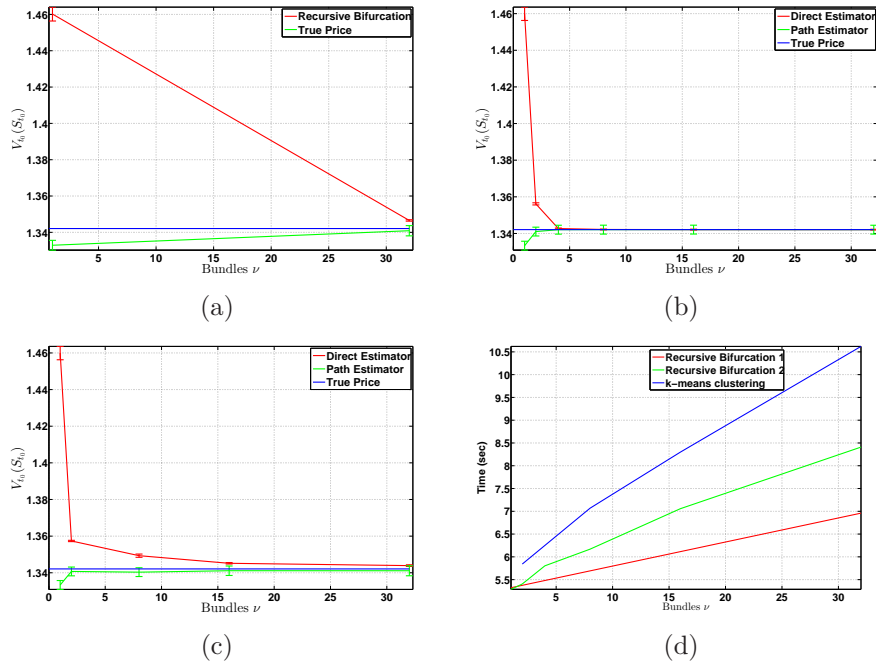 1.46
1.44
1.42
1.4
1.38
1.36
1.34
5
10
15
20
25
30
V_{t_0}(S_{t_0})
Bundles ν
Recursive Bifurcation
True Price
(a)
1.46
1.44
1.42
1.4
1.38
1.36
1.34
0
5
10
15
20
25
30
V_{t_0}(S_{t_0})
Bundles ν
Direct Estimator
Path Estimator
True Price
(b)
1.46
1.44
1.42
1.4
1.38
1.36
1.34
0
5
10
15
20
25
30
V_{t_0}(S_{t_0})
Bundles ν
Direct Estimator
Path Estimator
True Price
(c)
10.5
10
9.5
9
8.5
8
7.5
7
6.5
6
5.5
5
10
15
20
25
30
Time (sec)
Bundles ν
Recursive Bifurcation 1
Recursive Bifurcation 2
k−means clustering
(d)